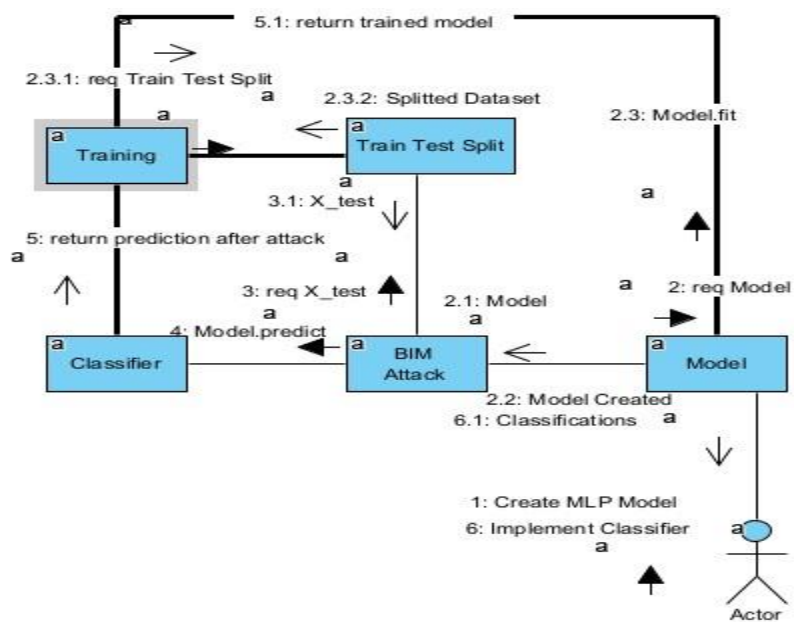 a
5.1: return trained model
2.3.1: req Train Test Split
a
2.3.2: Splitted Dataset
a
2.3: Model.fit
a
Training
a
Train Test Split
a
3.1: X_test
a
5: return prediction after attack
a
a
3: req X_test
a
2.1: Model
a
a
2: req Model
4: Model.predict
a
Classifier
a
BIM
Attack
a
Model
2.2: Model Created
6.1: Classifications
a
1: Create MLP Model
6: Implement Classifier
a
a
Actor